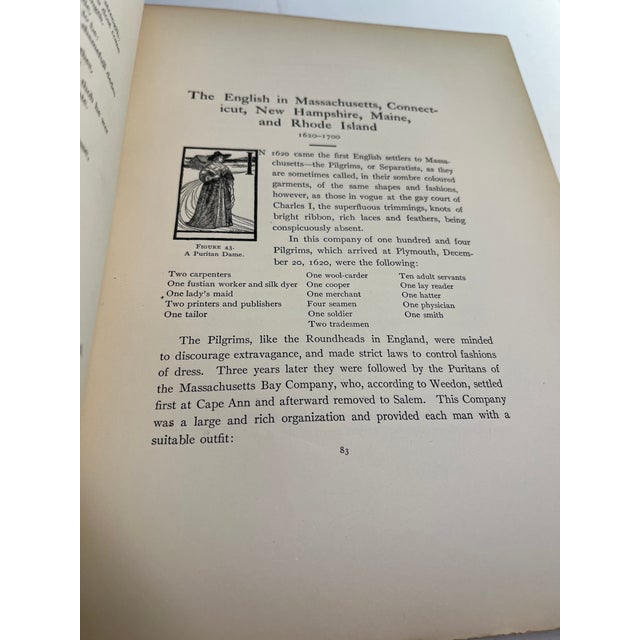 The English in Massachusetts, Connect-
icut, New Hampshire, Maine,
and Rhode Island
1620–1700
IN 1620 came the first English settlers to Massa-
chusetts—the Pilgrims, or Separatists, as they
are sometimes called, in their sombre coloured
garments, of the same shapes and fashions,
however, as those in vogue at the gay court of
Charles I, the superfluous trimmings, knots of
bright ribbon, rich laces and feathers, being
conspicuously absent.
FIGURE 43.
A Puritan Dame.
In this company of one hundred and four
Pilgrims, which arrived at Plymouth, Decem-
ber 20, 1620, were the following:
Two carpenters
One fustian worker and silk dyer
One lady's maid
Two printers and publishers
One tailor
One wool-carder
One cooper
One merchant
Four seamen
One soldier
Two tradesmen
Ten adult servants
One lay reader
One hatter
One physician
One smith
The Pilgrims, like the Roundheads in England, were minded
to discourage extravagance, and made strict laws to control fashions
of dress. Three years later they were followed by the Puritans of
the Massachusetts Bay Company, who, according to Weedon, settled
first at Cape Ann and afterward removed to Salem. This Company
was a large and rich organization and provided each man with a
suitable outfit:
83